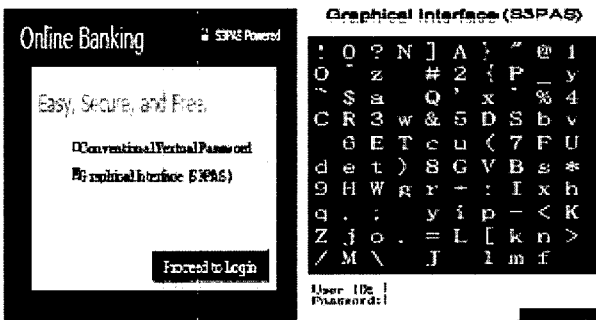 Online Banking
S3PAS Powered
Easy, Secure, and Free.
Conventional Textual Password
Graphical Interface (S3PAS)
Proceed to Login
Graphical Interface (S3PAS)
! 0 ? N ] A } " @ 1
O - z # 2 { P _ y
~ $ a Q ' x ` % 4
C R 3 w & 5 D S b v
6 E T c u ( 7 F U
d e t ) 8 G V B s *
9 H W g r + : I x h
q . ; y i p - < K
Z j o . = L [ k n >
/ M \ J l m f
User ID:
Password: